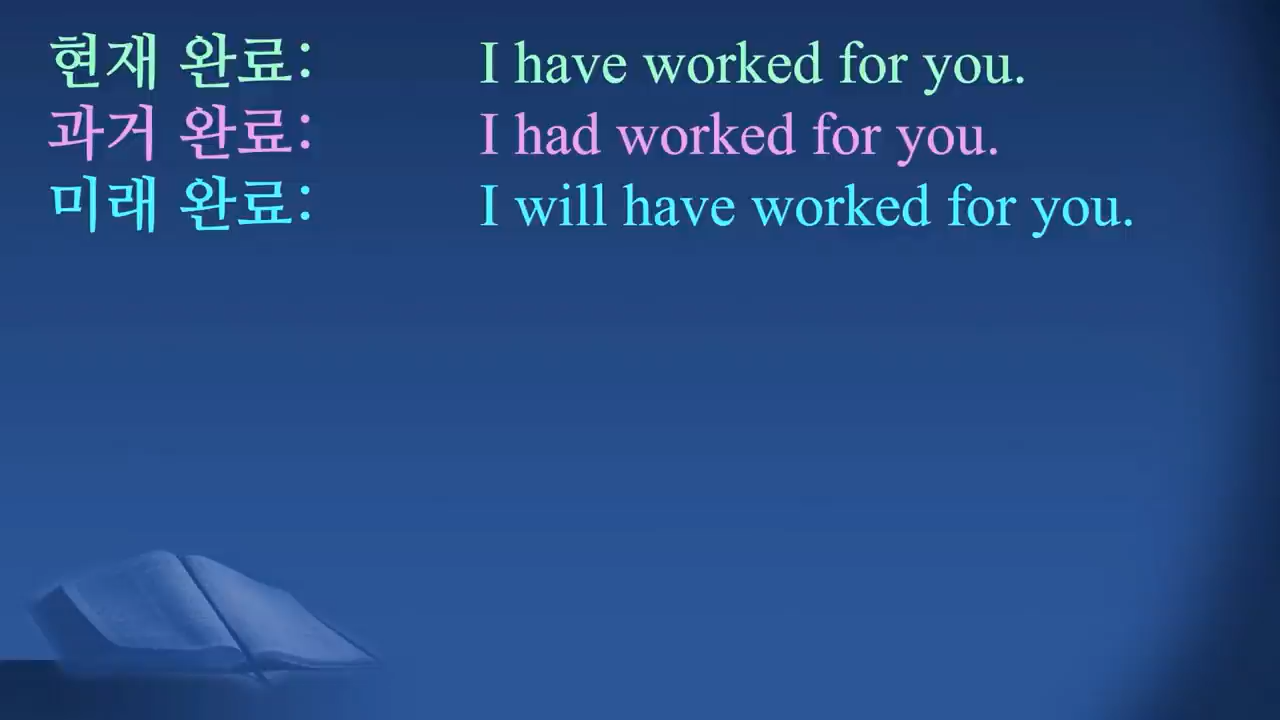 현재 완료: I have worked for you.
과거 완료: I had worked for you.
미래 완료: I will have worked for you.